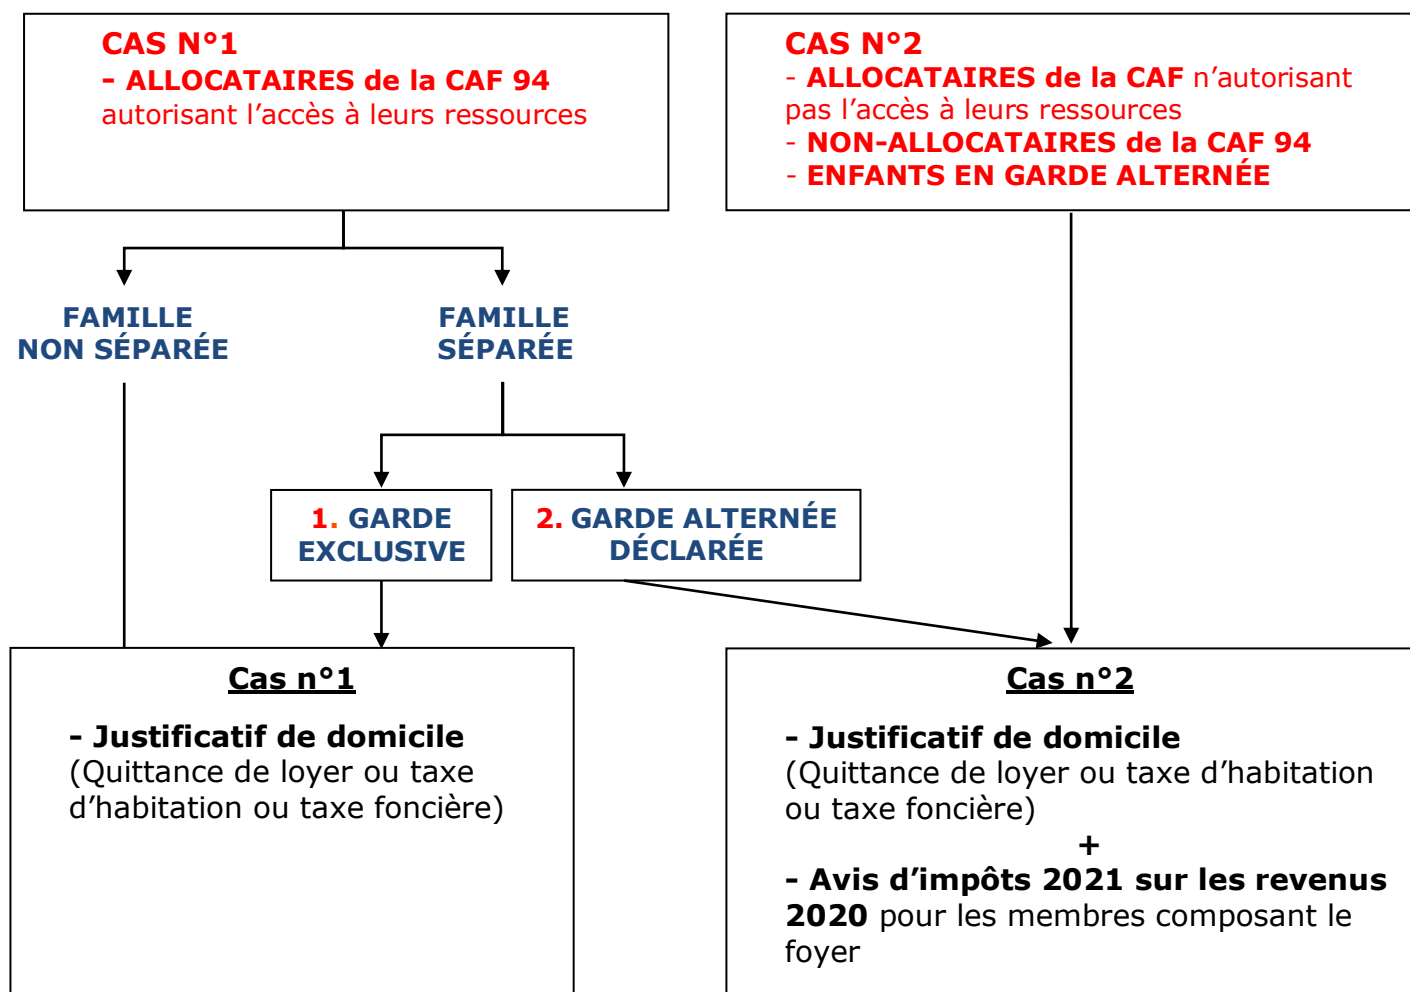 CAS N°1
- ALLOCATAIRES de la CAF 94
autorisant l'accès à leurs ressources
CAS N°2
- ALLOCATAIRES de la CAF n'autorisant
pas l'accès à leurs ressources
- NON-ALLOCATAIRES de la CAF 94
- ENFANTS EN GARDE ALTERNÉE
FAMILLE
NON SÉPARÉE
FAMILLE
SÉPARÉE
1. GARDE
EXCLUSIVE
2. GARDE ALTERNÉE
DÉCLARÉE
Cas n°1
- Justificatif de domicile
(Quittance de loyer ou taxe
d'habitation ou taxe foncière)
Cas n°2
- Justificatif de domicile
(Quittance de loyer ou taxe d'habitation
ou taxe foncière)
+
- Avis d'impôts 2021 sur les revenus
2020 pour les membres composant le
foyer